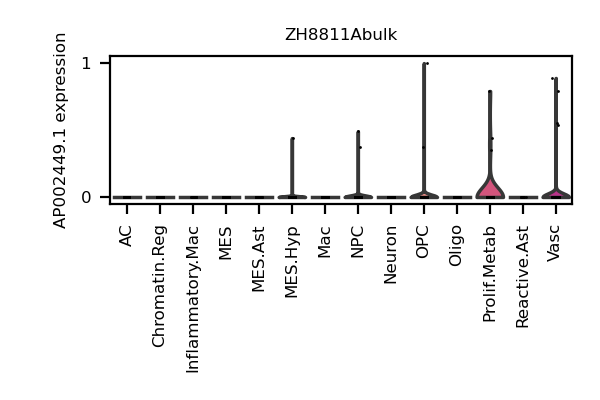 ZH8811Abulk
AP002449.1 expression
1
0
AC
Chromatin.Reg
Inflammatory.Mac
MES
MES.Ast
MES.Hyp
Mac
NPC
Neuron
OPC
Oligo
Prolif.Metab
Reactive.Ast
Vasc